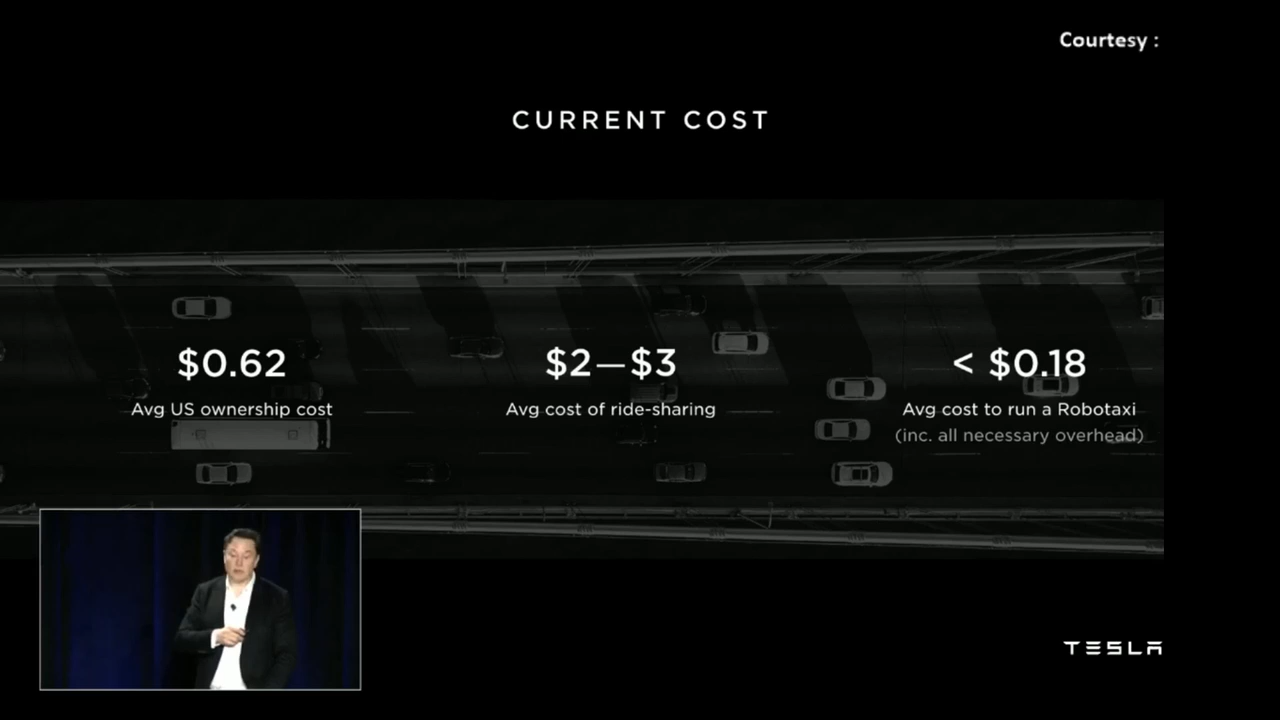 Courtesy :
CURRENT COST
$0.62
Avg US ownership cost
$2—$3
Avg cost of ride-sharing
< $0.18
Avg cost to run a Robotaxi
(inc. all necessary overhead)
TESLA